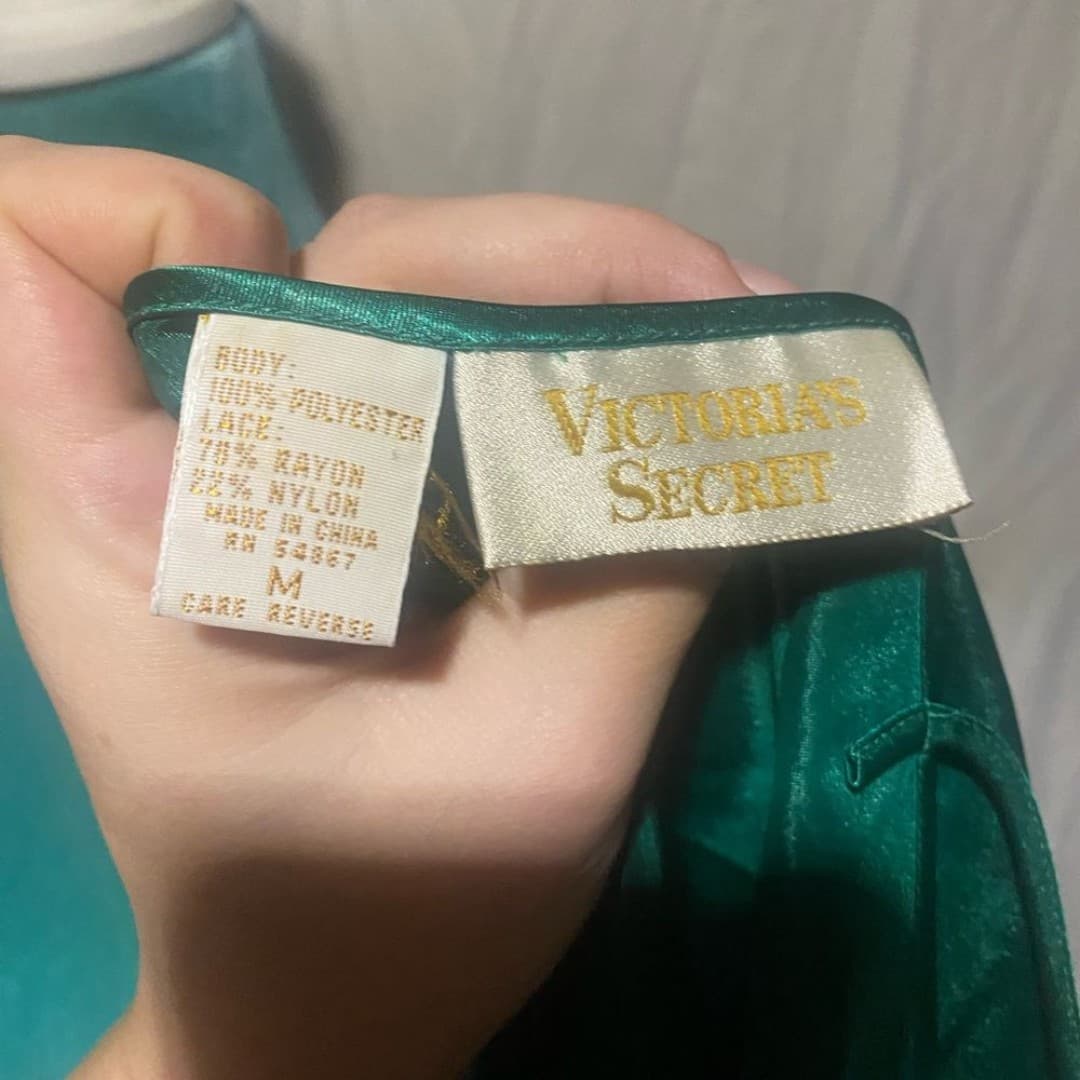 BODY:
100% POLYESTER
LACE:
78% RAYON
22% NYLON
MADE IN CHINA
RN 54867
M
CARE REVERSE
VICTORIA'S
SECRET